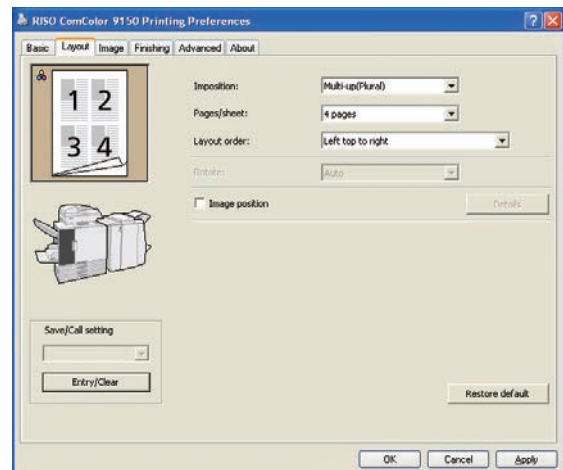 RISO ComColor 9150 Printing Preferences
Basic Layout Image Finishing Advanced About
1 2
3 4
Imposition: Multi-up(Plural)
Pages/sheet: 4 pages
Layout order: Left top to right
Rotate: Auto
Image position Details
Save/Call setting
Entry/Clear
Restore default
OK Cancel Apply